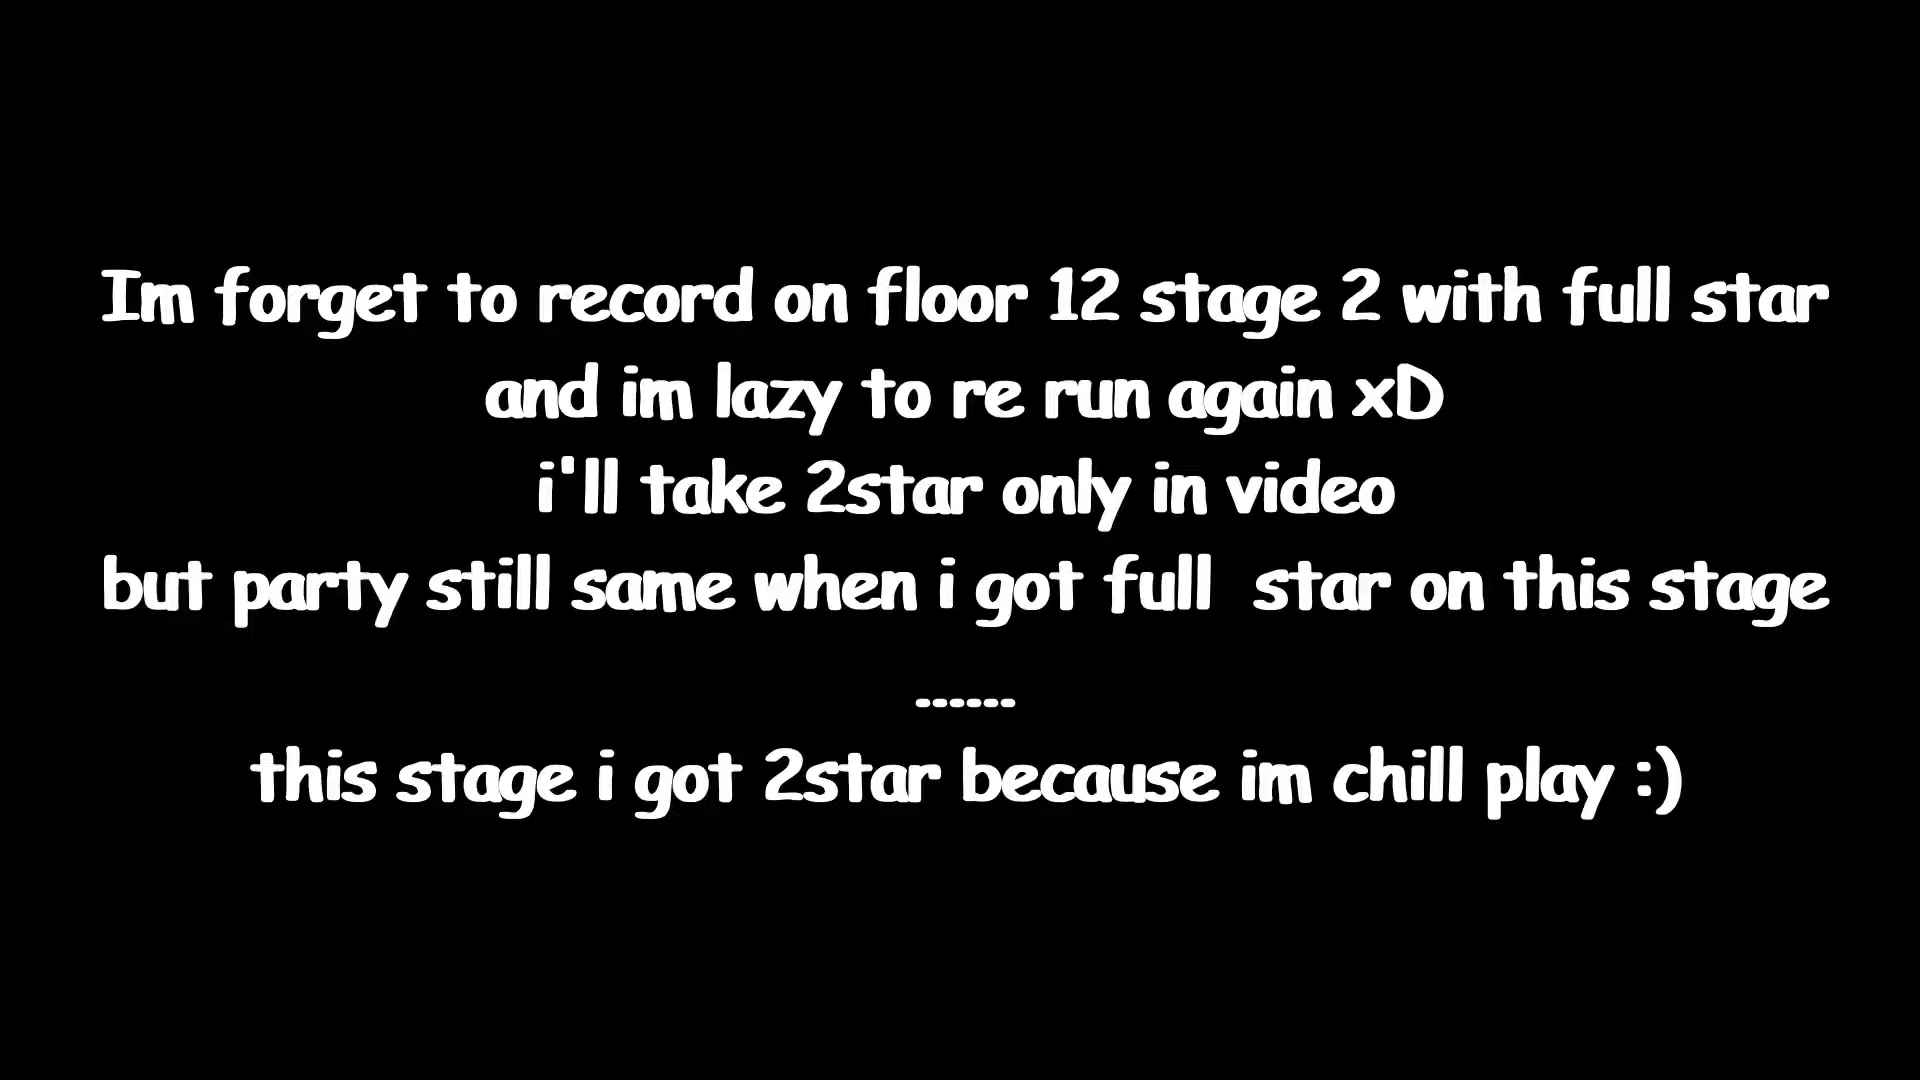 Im forget to record on floor 12 stage 2 with full star
and im lazy to re run again xD
i'll take 2star only in video
but party still same when i got full  star on this stage
------
this stage i got 2star because im chill play :)